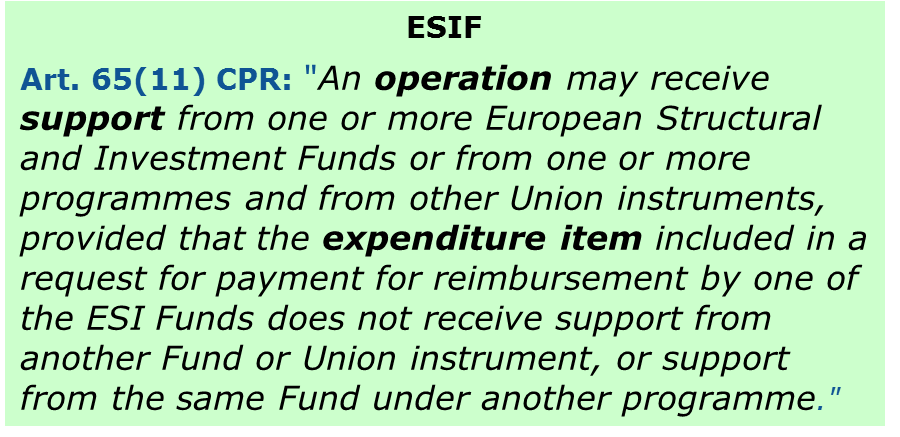 ESIF
Art. 65(11) CPR: "An operation may receive
support from one or more European Structural
and Investment Funds or from one or more
programmes and from other Union instruments,
provided that the expenditure item included in a
request for payment for reimbursement by one of
the ESI Funds does not receive support from
another Fund or Union instrument, or support
from the same Fund under another programme."